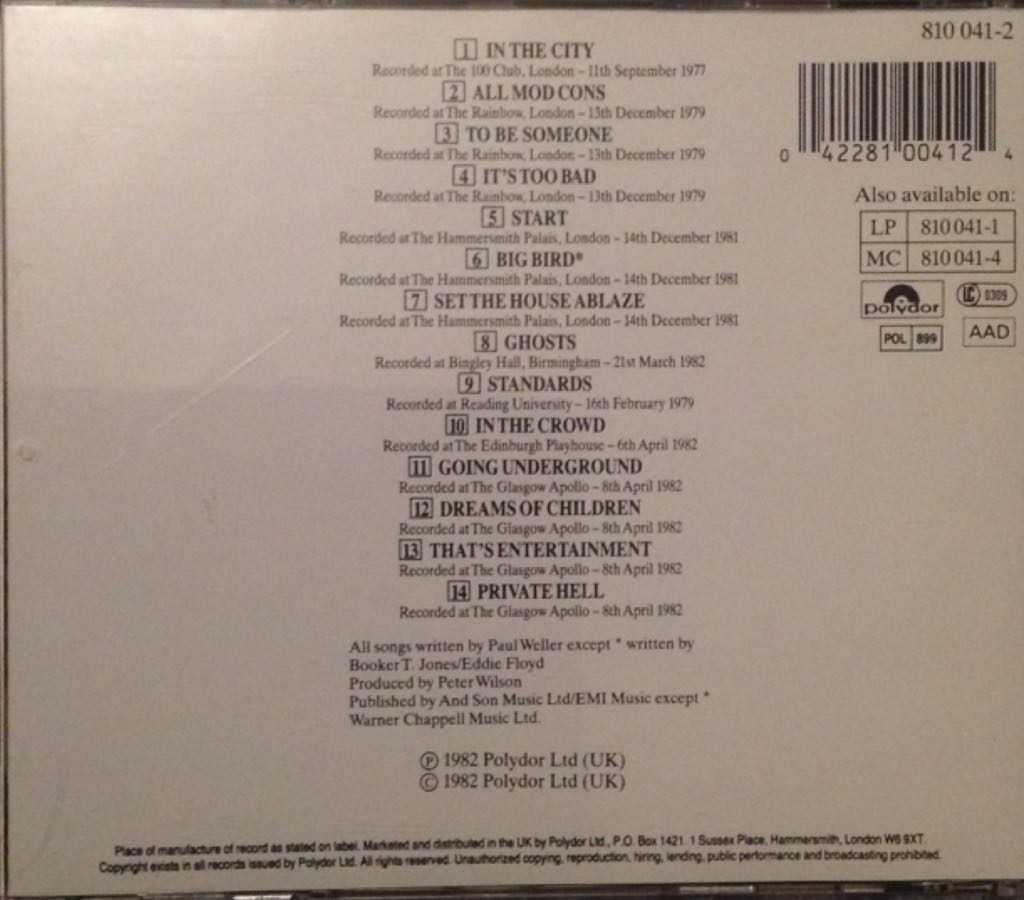 810 041-2
1 IN THE CITY
Recorded at The 100 Club, London – 11th September 1977
2 ALL MOD CONS
Recorded at The Rainbow, London – 13th December 1979
3 TO BE SOMEONE
Recorded at The Rainbow, London – 13th December 1979
4 IT'S TOO BAD
Recorded at The Rainbow, London – 13th December 1979
5 START
Recorded at The Hammersmith Palais, London – 14th December 1981
6 BIG BIRD*
Recorded at The Hammersmith Palais, London – 14th December 1981
7 SET THE HOUSE ABLAZE
Recorded at The Hammersmith Palais, London – 14th December 1981
8 GHOSTS
Recorded at Bingley Hall, Birmingham – 21st March 1982
9 STANDARDS
Recorded at Reading University – 16th February 1979
10 IN THE CROWD
Recorded at The Edinburgh Playhouse – 6th April 1982
11 GOING UNDERGROUND
Recorded at The Glasgow Apollo – 8th April 1982
12 DREAMS OF CHILDREN
Recorded at The Glasgow Apollo – 8th April 1982
13 THAT'S ENTERTAINMENT
Recorded at The Glasgow Apollo – 8th April 1982
14 PRIVATE HELL
Recorded at The Glasgow Apollo – 8th April 1982
All songs written by Paul Weller except * written by
Booker T. Jones/Eddie Floyd
Produced by Peter Wilson
Published by And Son Music Ltd/EMI Music except *
Warner Chappell Music Ltd.
℗ 1982 Polydor Ltd (UK)
© 1982 Polydor Ltd (UK)
0 42281 00412 4
Also available on:
LP 810 041-1
MC 810 041-4
polydor LC 0309
POL 899 AAD
Place of manufacture of record as stated on label. Marketed and distributed in the UK by Polydor Ltd., P.O. Box 1421. 1 Sussex Place, Hammersmith, London W6 9XT.
Copyright exists in all records issued by Polydor Ltd. All rights reserved. Unauthorized copying, reproduction, hiring, lending, public performance and broadcasting prohibited.